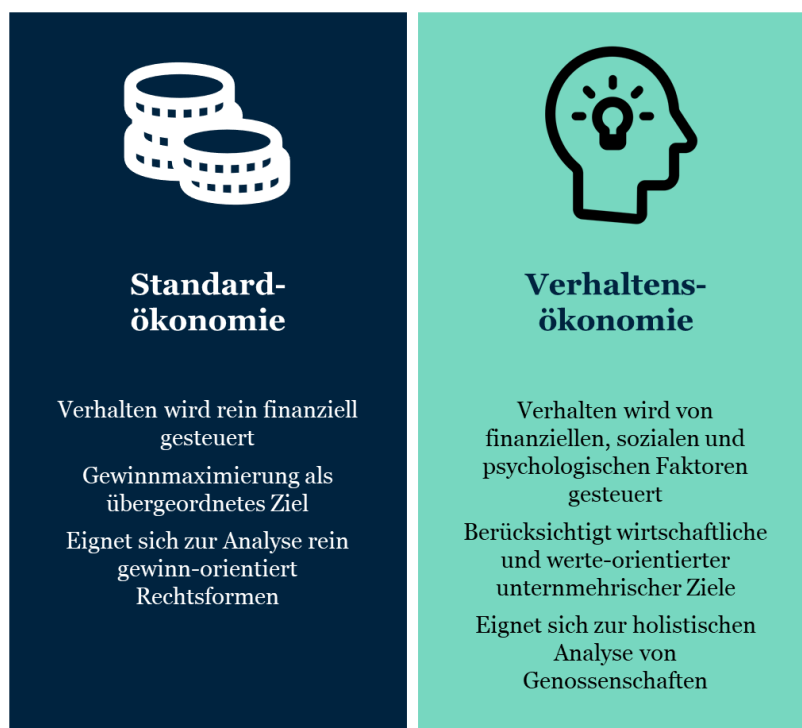 Standard-
ökonomie
Verhalten wird rein finanziell
gesteuert
Gewinnmaximierung als
übergeordnetes Ziel
Eignet sich zur Analyse rein
gewinn-orientiert
Rechtsformen
Verhaltens-
ökonomie
Verhalten wird von
finanziellen, sozialen und
psychologischen Faktoren
gesteuert
Berücksichtigt wirtschaftliche
und werte-orientierter
unternmehrischer Ziele
Eignet sich zur holistischen
Analyse von
Genossenschaften